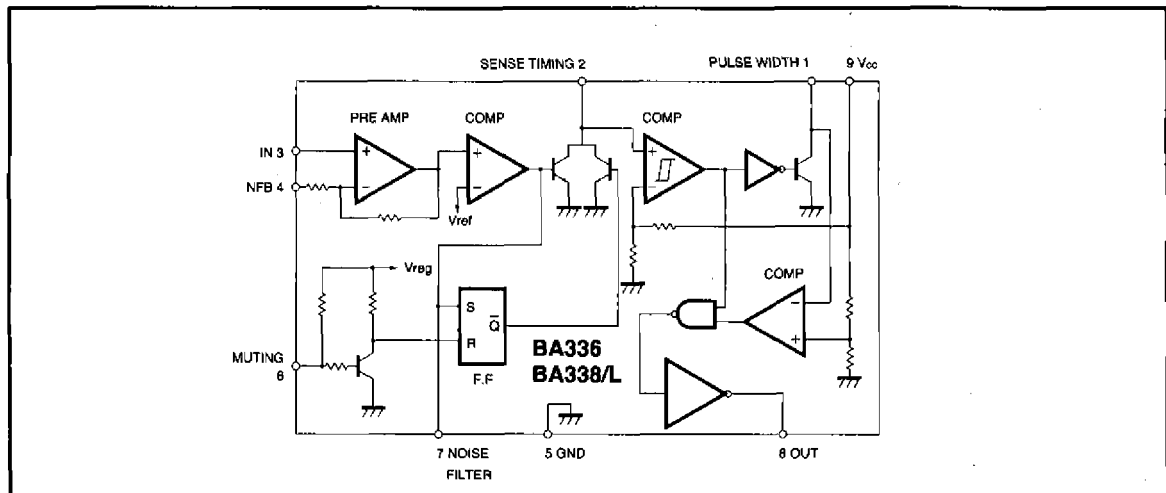 SENSE TIMING 2
PULSE WIDTH 1
9 Vcc
PRE AMP
COMP
COMP
IN 3
+
-
+
-
+
-
NFB 4
Vref
Vreg
COMP
-
+
S
Q
R
F.F
BA336
BA338/L
MUTING
6
7 NOISE
FILTER
5 GND
8 OUT